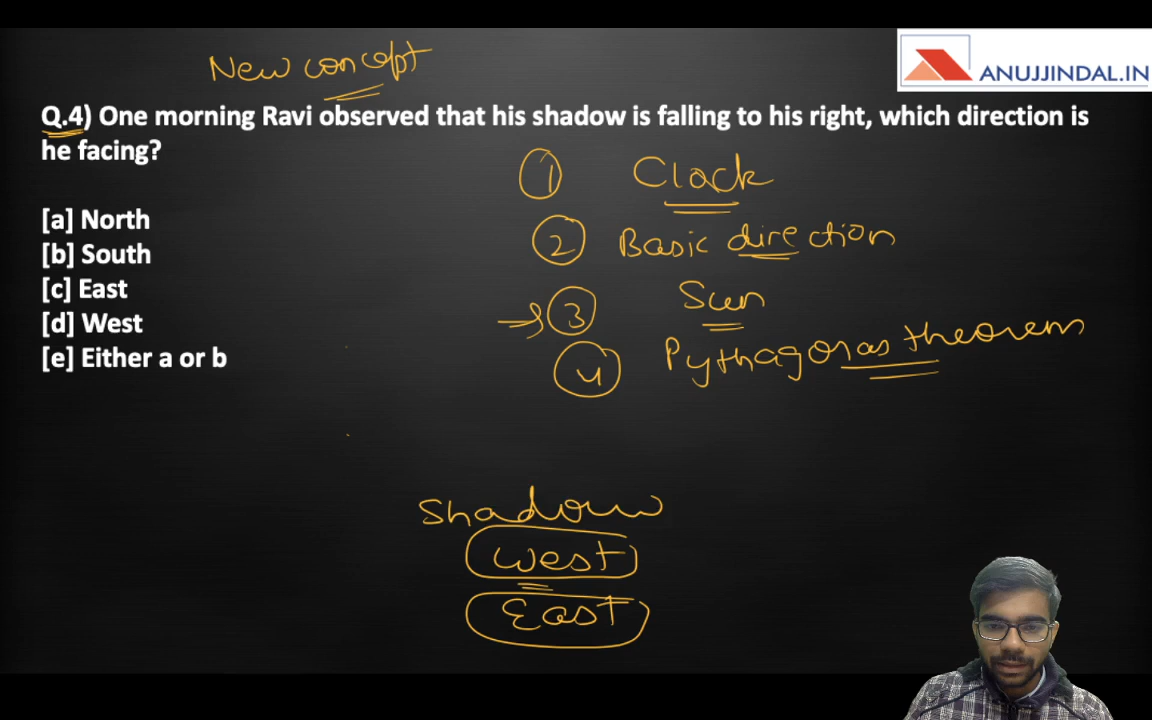 New concept
ANUJJINDAL.IN
Q.4) One morning Ravi observed that his shadow is falling to his right, which direction is
he facing?
1 Clock
[a] North
2 Basic direction
[b] South
[c] East
3 Sun
[d] West
4 Pythagoras theorem
[e] Either a or b
Shadow
West
East